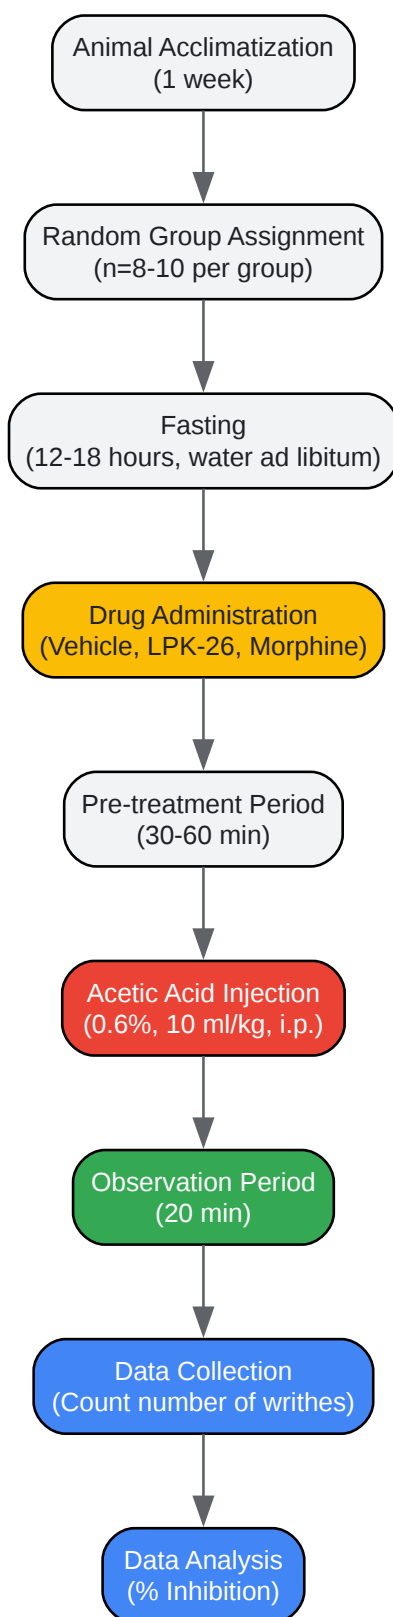 Animal Acclimatization
(1 week)
Random Group Assignment
(n=8-10 per group)
Fasting
(12-18 hours, water ad libitum)
Drug Administration
(Vehicle, LPK-26, Morphine)
Pre-treatment Period
(30-60 min)
Acetic Acid Injection
(0.6%, 10 ml/kg, i.p.)
Observation Period
(20 min)
Data Collection
(Count number of writhes)
Data Analysis
(% Inhibition)